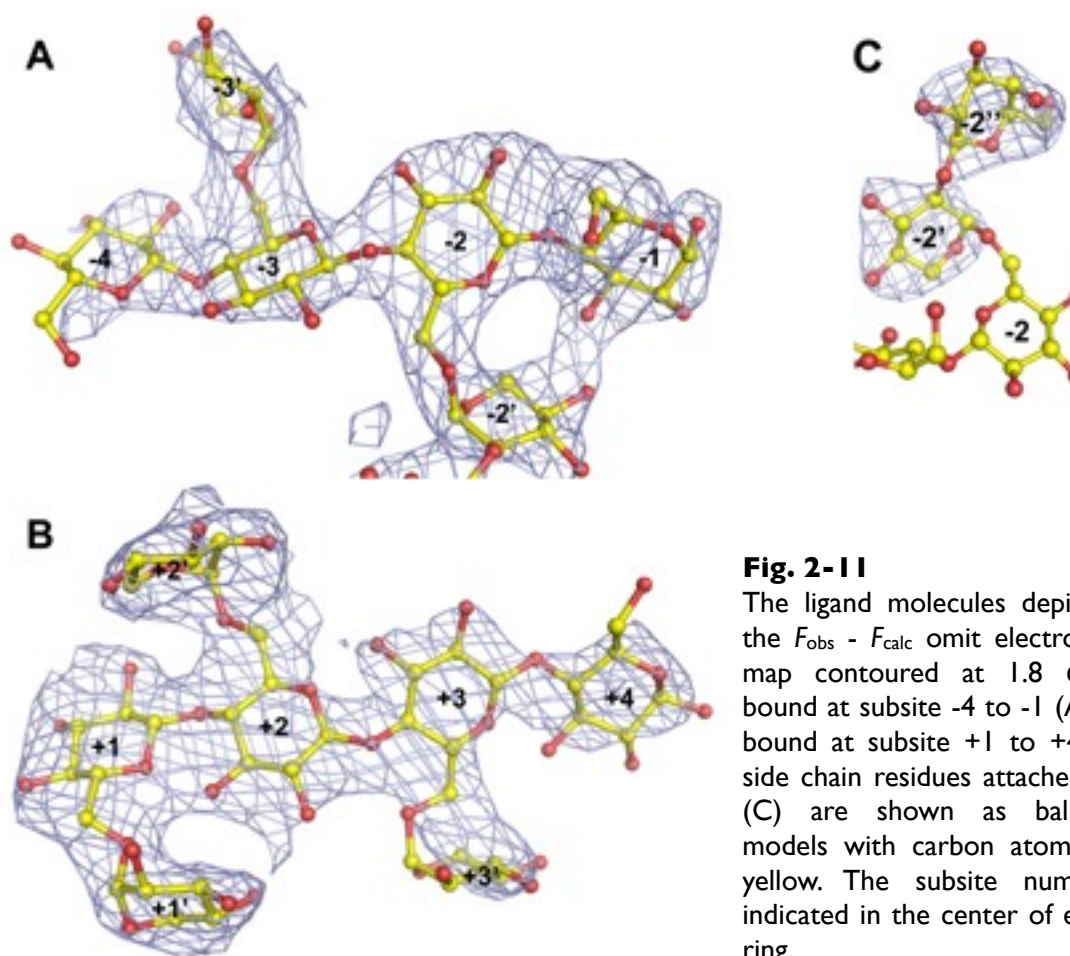 A
-3'
-4
-3
-2
-1
-2'
C
-2''
-2'
-2
B
+2'
+1
+2
+3
+4
+1'
+3'
Fig. 2-11
The ligand molecules depi
the Fobs - Fcalc omit electro
map contoured at 1.8
bound at subsite -4 to -1 (A
bound at subsite +1 to +4
side chain residues attache
(C) are shown as bal
models with carbon atom
yellow. The subsite num
indicated in the center of e
ring.